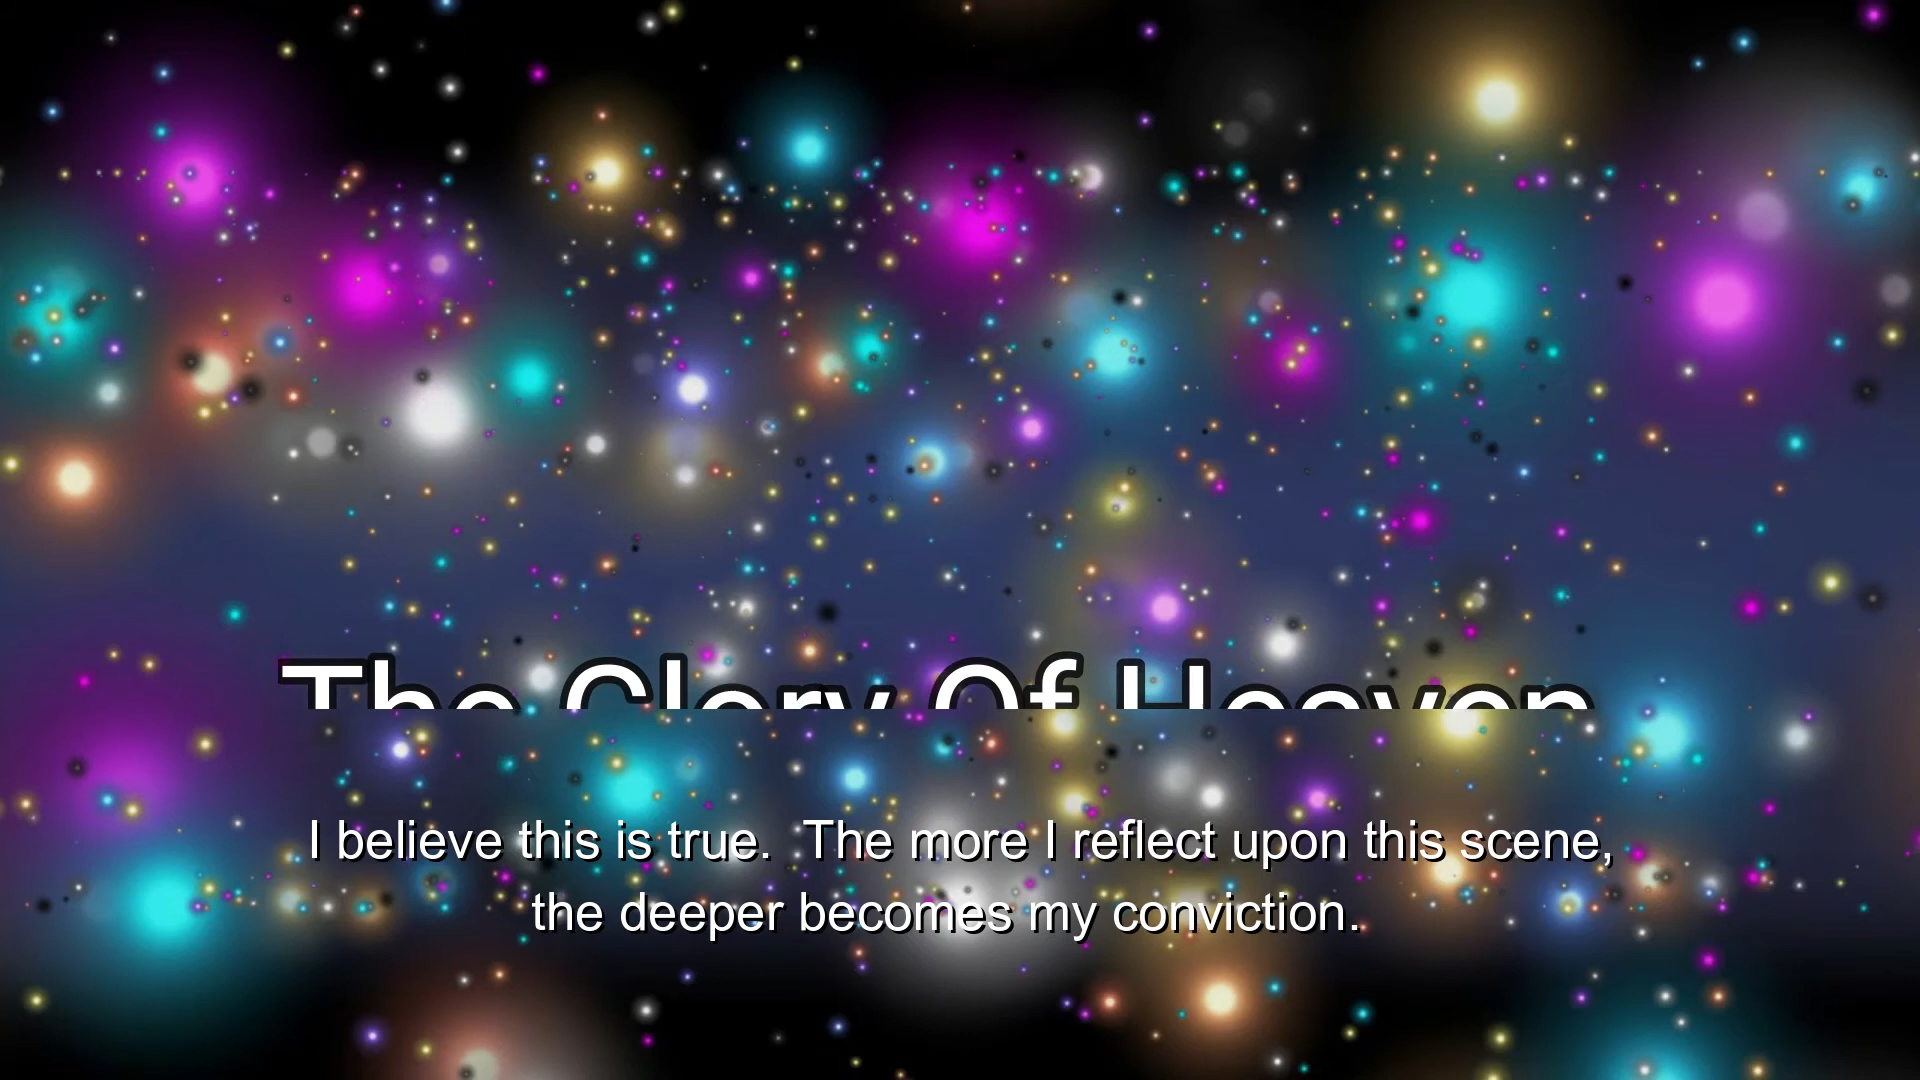 The Glory Of Heaven
I believe this is true.  The more I reflect upon this scene,
the deeper becomes my conviction.